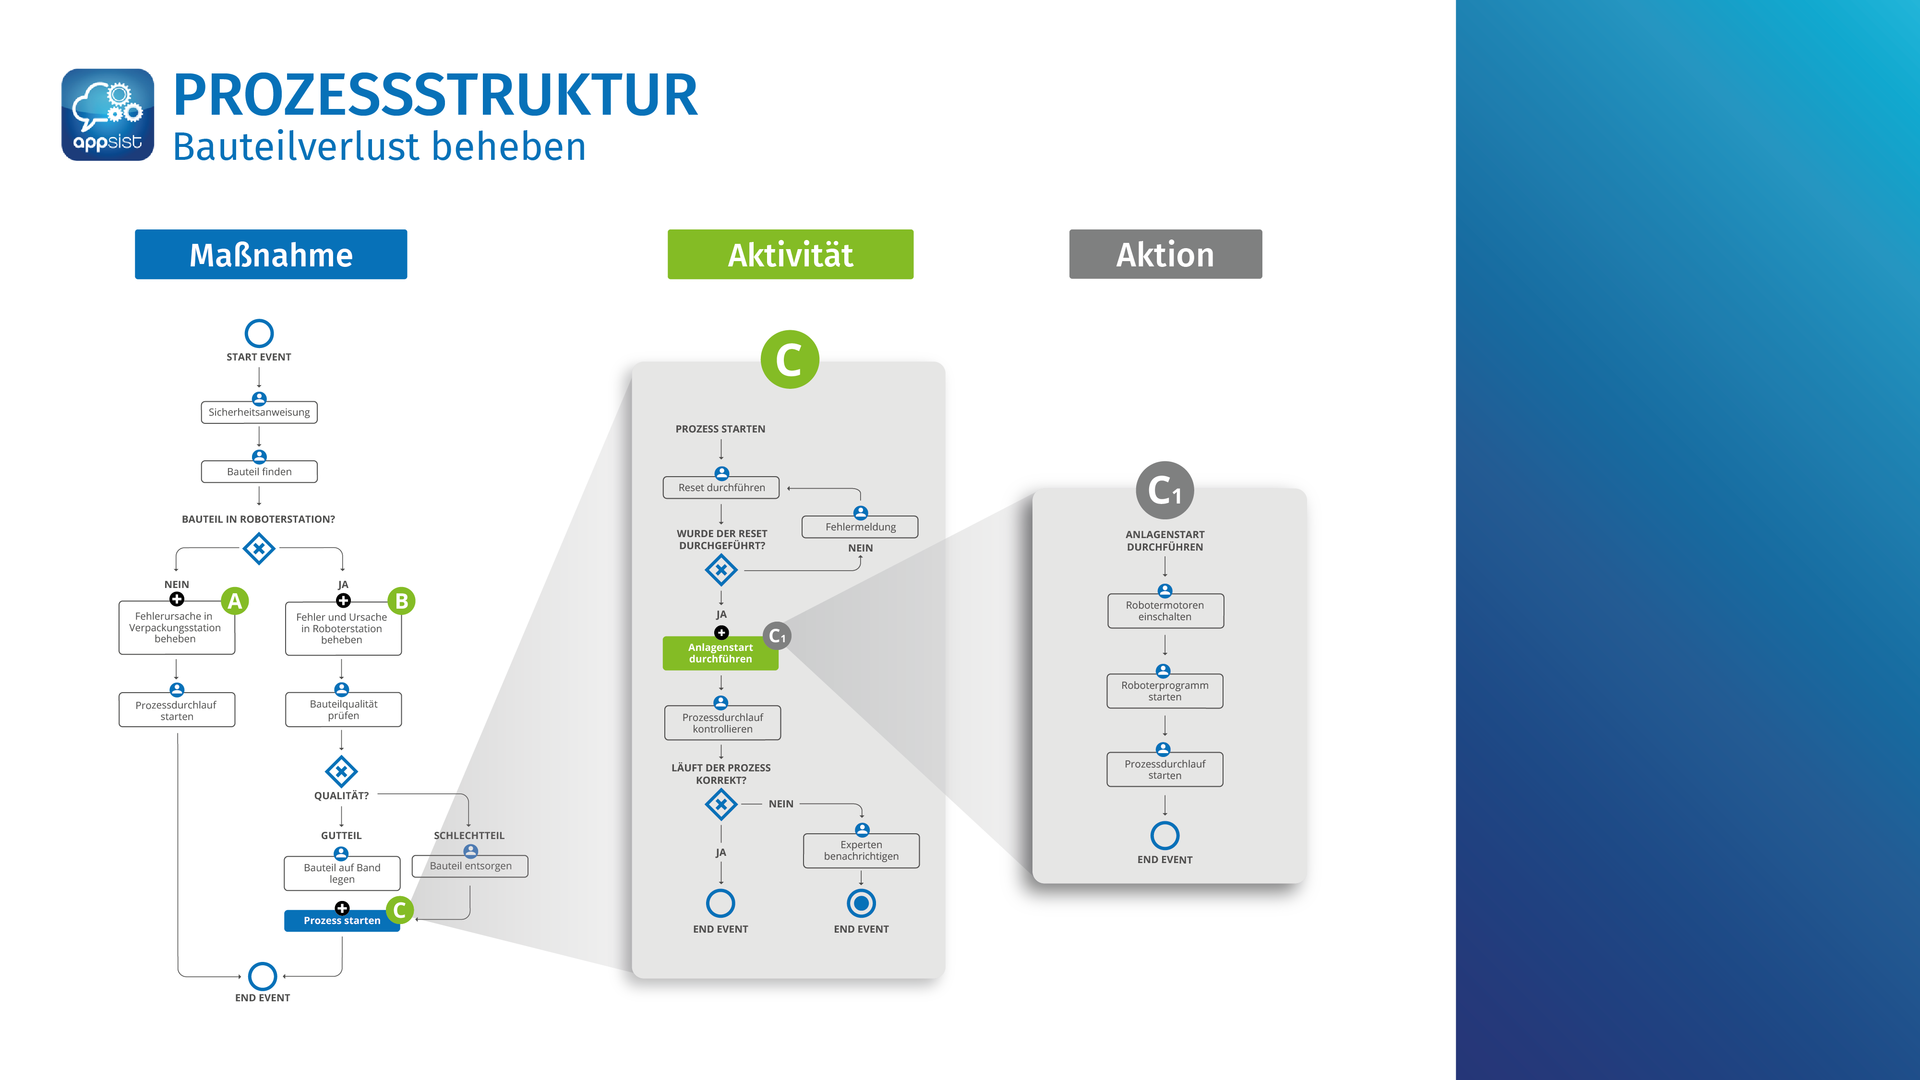 appsist
PROZESSSTRUKTUR
Bauteilverlust beheben
Maßnahme
START EVENT
Sicherheitsanweisung
Bauteil finden
BAUTEIL IN ROBOTERSTATION?
NEIN
A
Fehlerursache in
Verpackungsstation
beheben
Prozessdurchlauf
starten
JA
B
Fehler und Ursache
in Roboterstation
beheben
Bauteilqualität
prüfen
QUALITÄT?
GUTTEIL
Bauteil auf Band
legen
SCHLECHTTEIL
Bauteil entsorgen
Prozess starten
C
END EVENT
Aktivität
C
PROZESS STARTEN
Reset durchführen
Fehlermeldung
WURDE DER RESET
DURCHGEFÜHRT?
NEIN
JA
C1
Anlagenstart
durchführen
Prozessdurchlauf
kontrollieren
LÄUFT DER PROZESS
KORREKT?
NEIN
Experten
benachrichtigen
JA
END EVENT
END EVENT
Aktion
C1
ANLAGENSTART
DURCHFÜHREN
Robotermotoren
einschalten
Roboterprogramm
starten
Prozessdurchlauf
starten
END EVENT